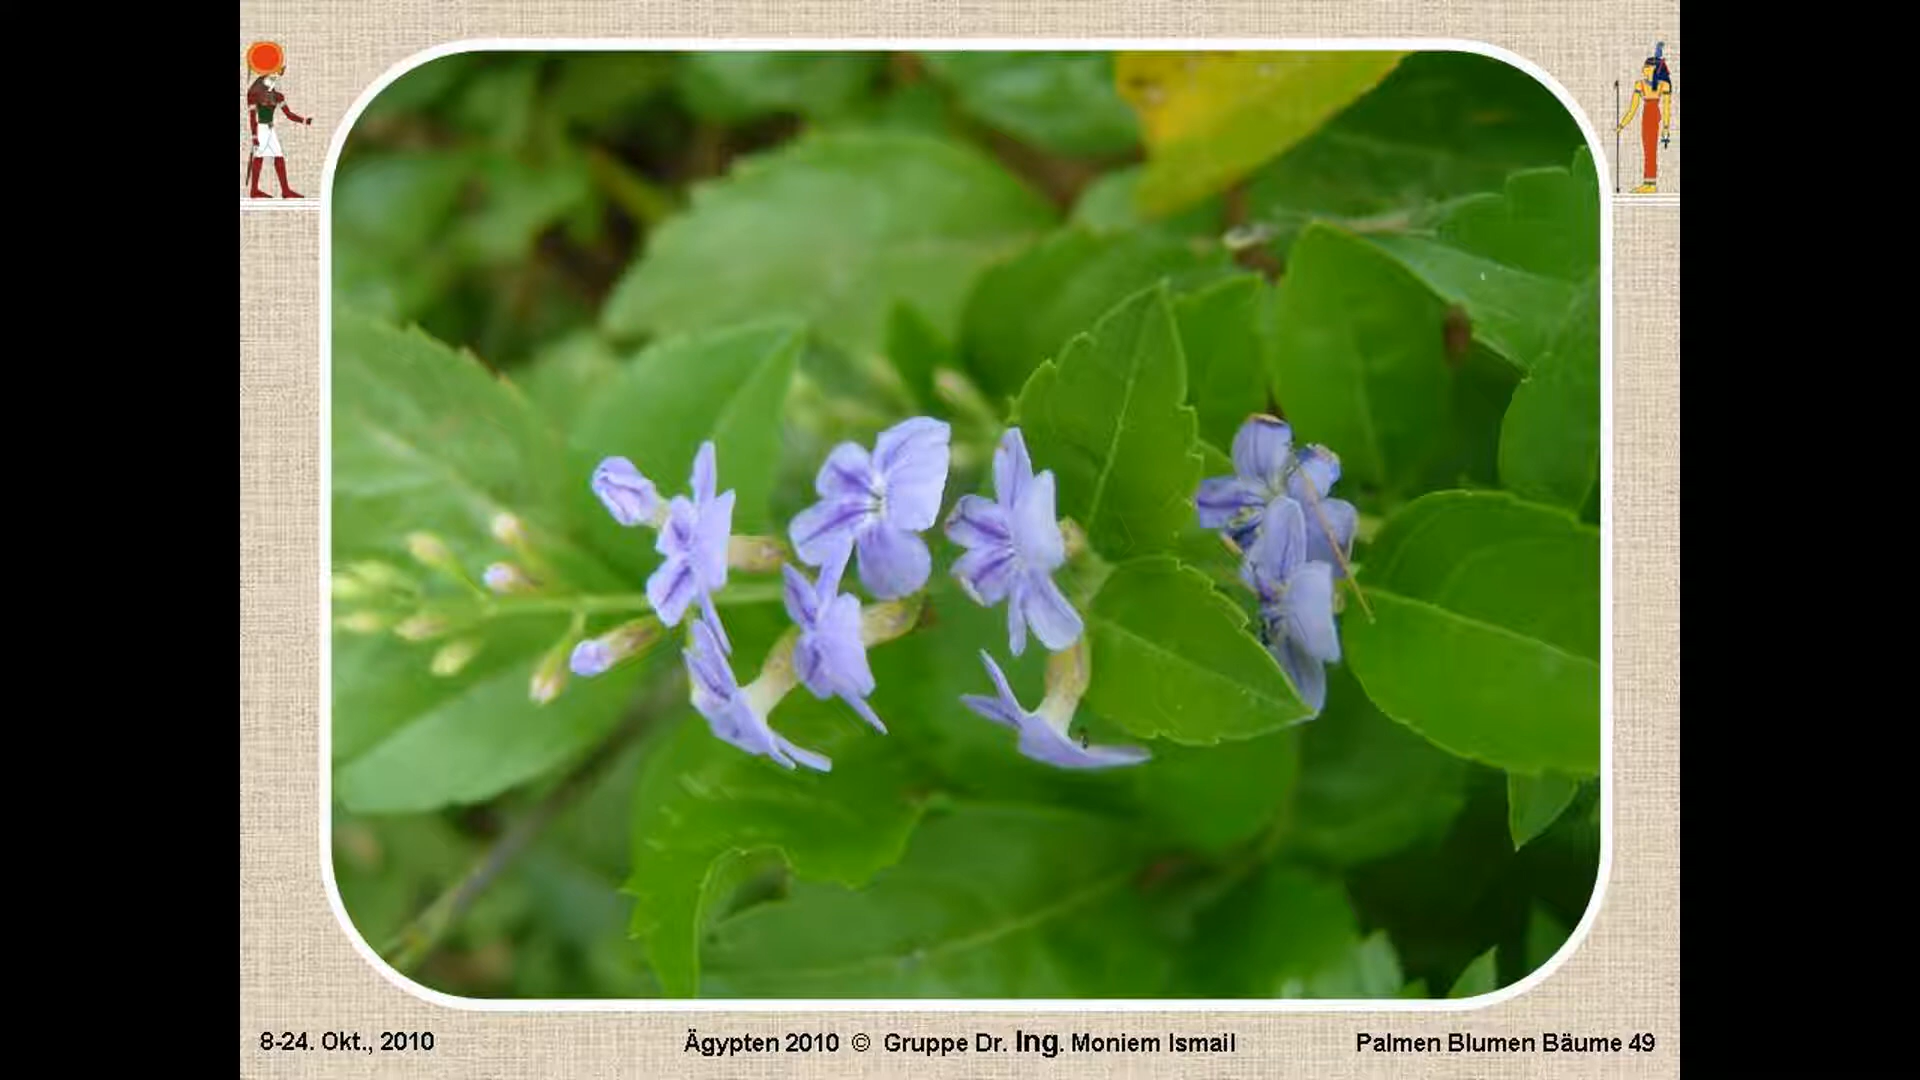 8-24. Okt., 2010
Ägypten 2010 © Gruppe Dr. Ing. Moniem Ismail
Palmen Blumen Bäume 49